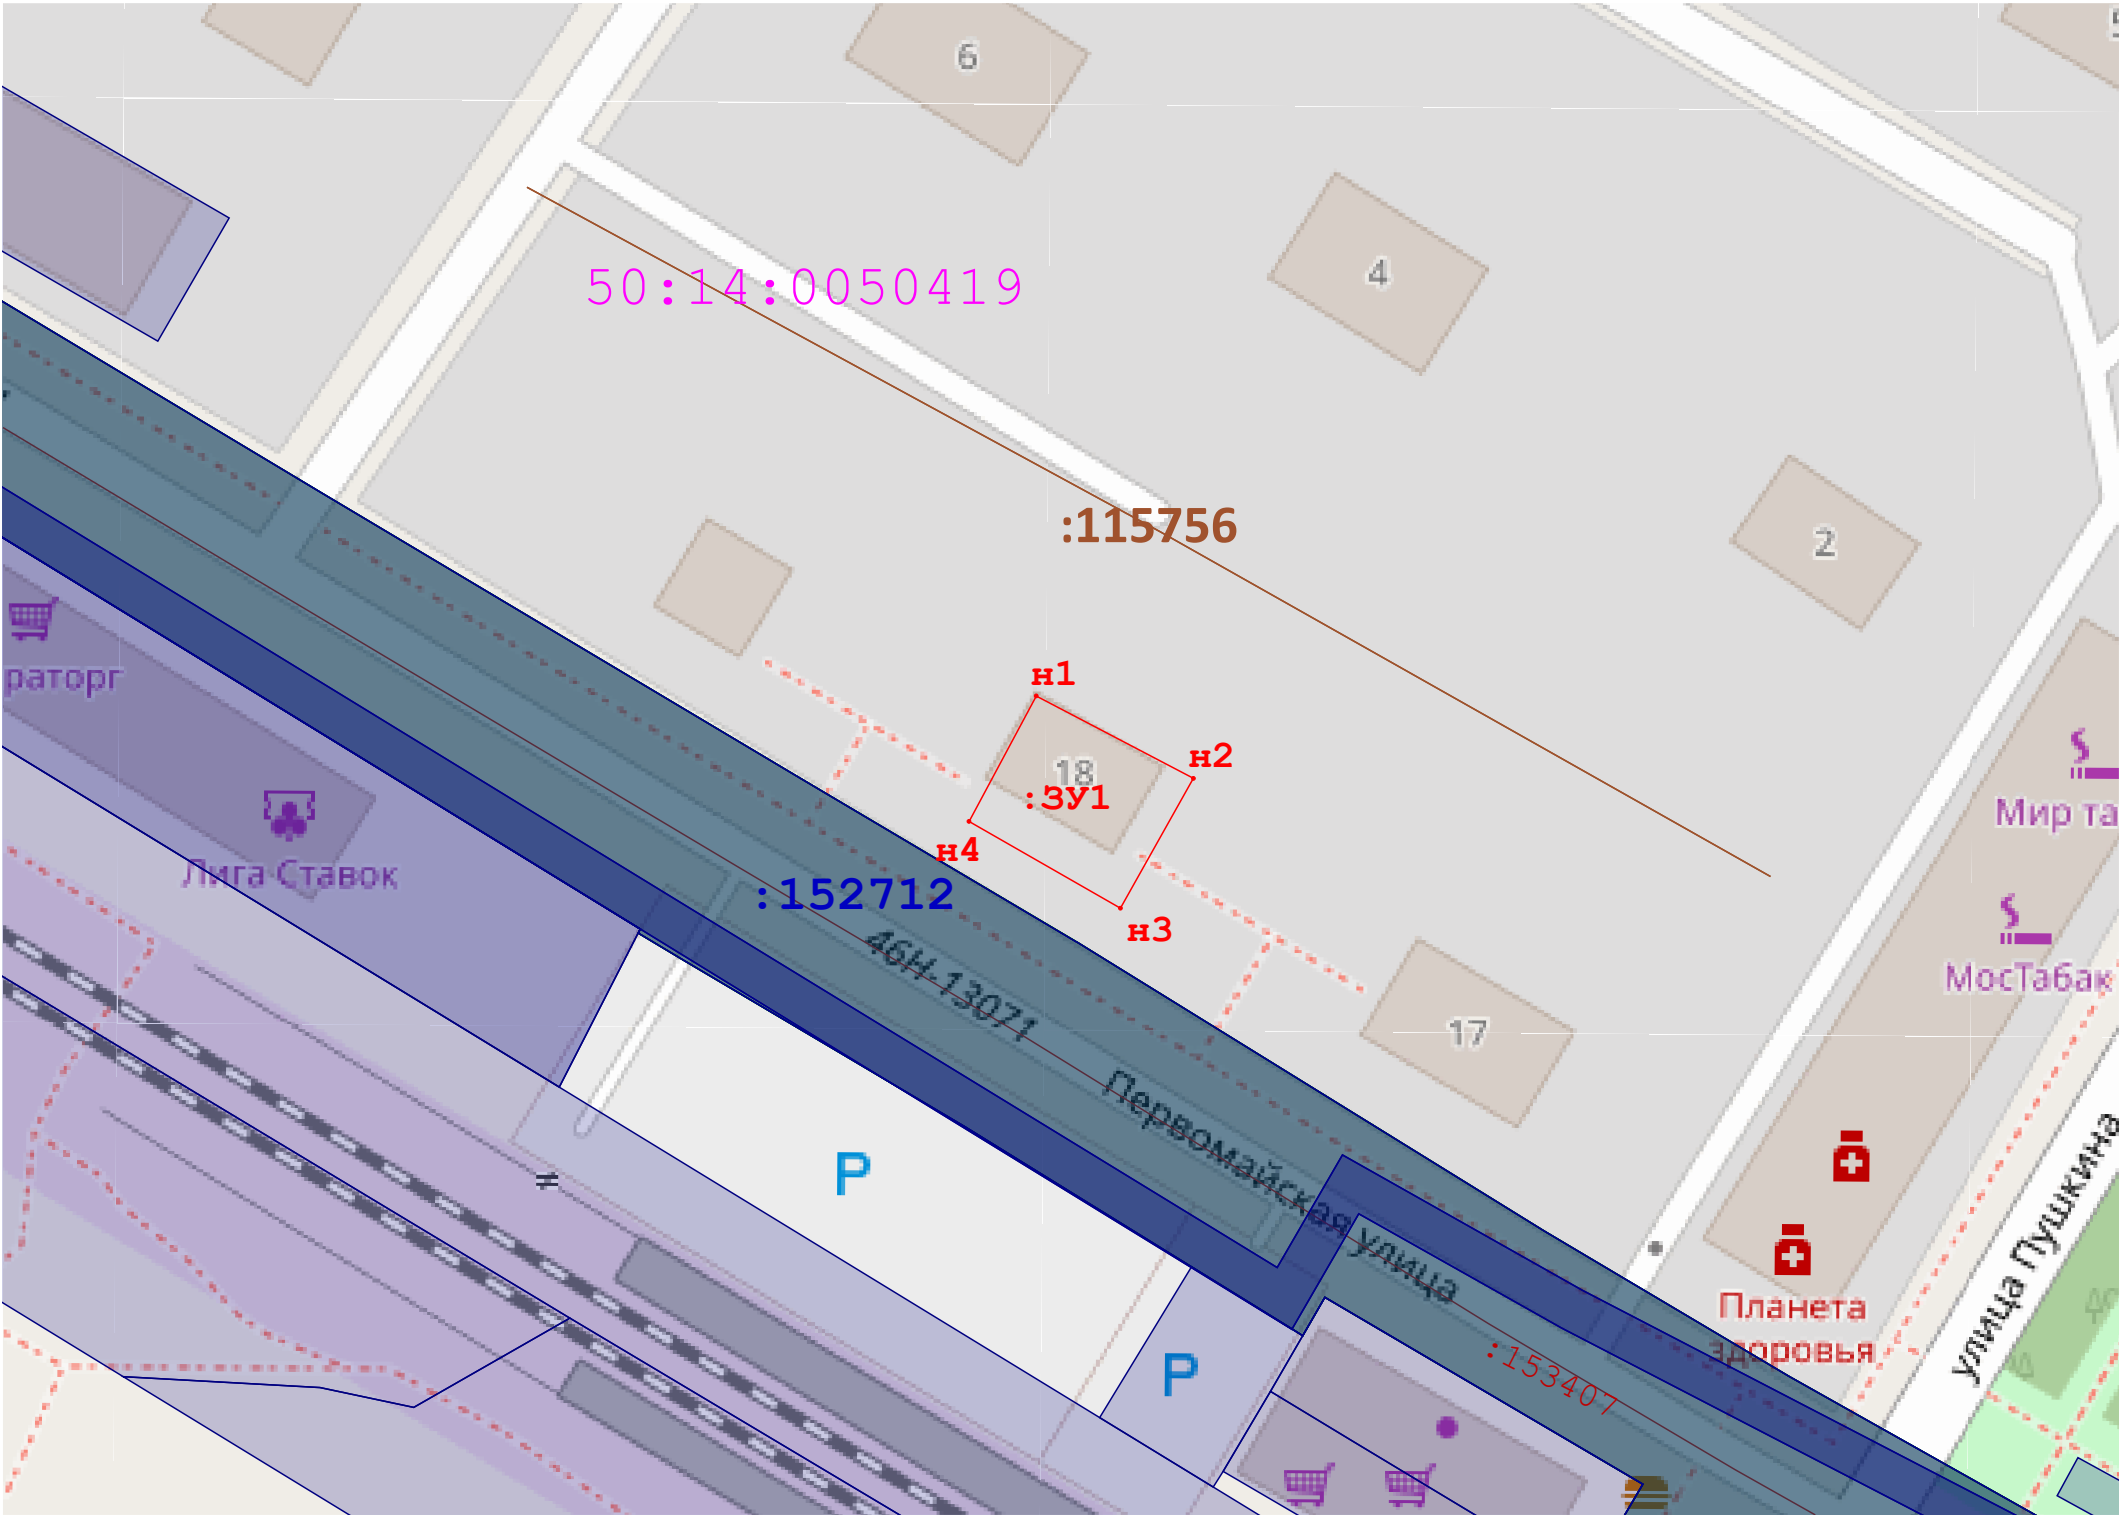 6
4
50:14:0050419
:115756
2
раторг
н1
н2
18
:ЗУ1
н4
н3
Лига Ставок
:152712
Мир та
МосТабак
46Н-13071
17
Первомайская улица
P
P
улица Пушкина
Планета
здоровья
:153407